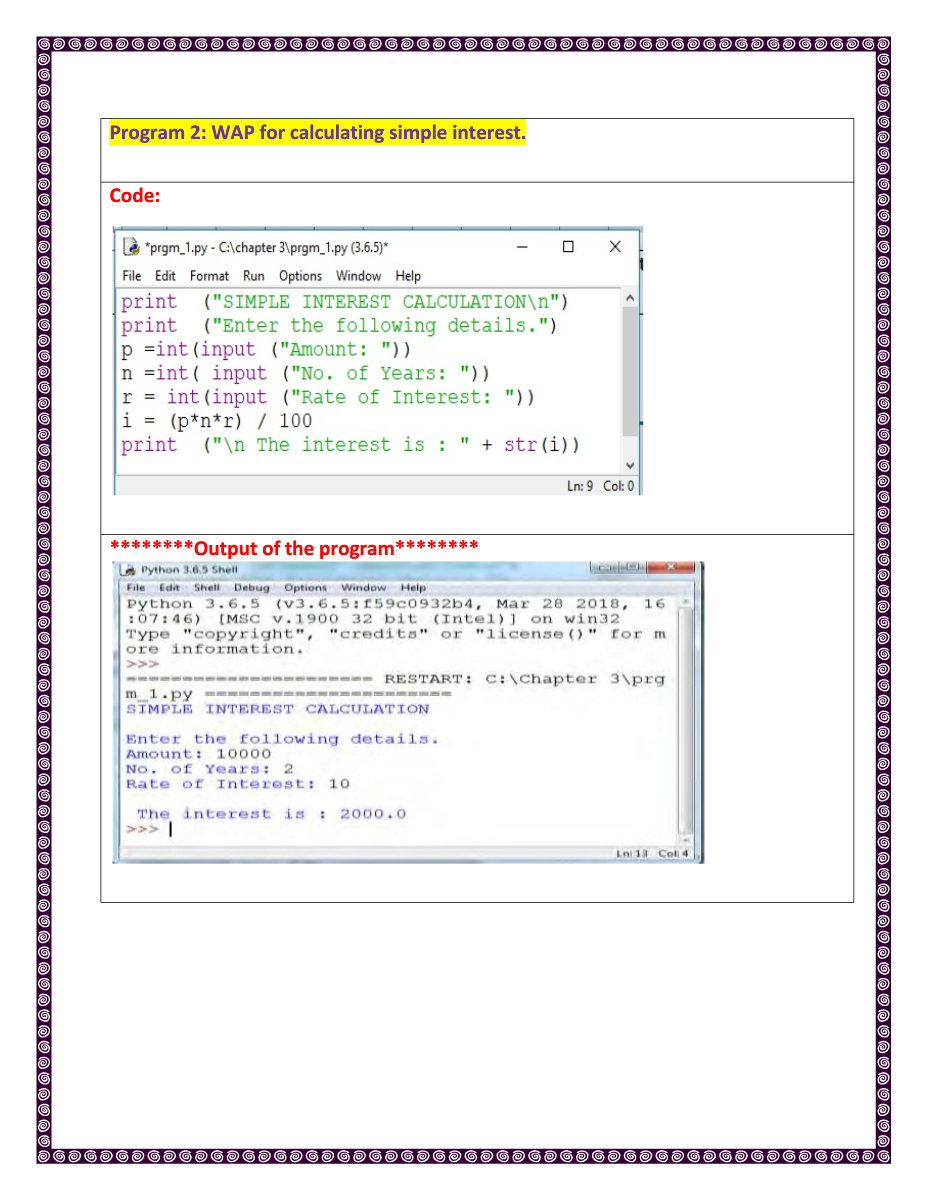 Program 2: WAP for calculating simple interest.
Code:
*prgm_1.py - C:\chapter 3\prgm_1.py (3.6.5)*
File Edit Format Run Options Window Help
print  ("SIMPLE INTEREST CALCULATION\n")
print  ("Enter the following details.")
p =int(input ("Amount: "))
n =int( input ("No. of Years: "))
r = int(input ("Rate of Interest: "))
i = (p*n*r) / 100
print  ("\n The interest is : " + str(i))
Ln: 9 Col: 0
********Output of the program********
Python 3.6.5 Shell
File Edit Shell Debug Options Window Help
Python 3.6.5 (v3.6.5:f59c0932b4, Mar 28 2018, 16
:07:46) [MSC v.1900 32 bit (Intel)] on win32
Type "copyright", "credits" or "license()" for m
ore information.
>>>
====================== RESTART: C:\Chapter 3\prg
m_1.py ======================
SIMPLE INTEREST CALCULATION
Enter the following details.
Amount: 10000
No. of Years: 2
Rate of Interest: 10
The interest is : 2000.0
>>>
Ln: 13 Col: 4